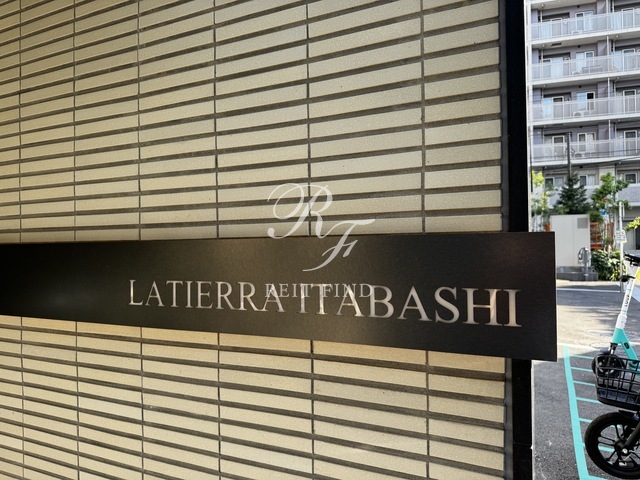 RF
REIT FIND
LATIERRA ITABASHI